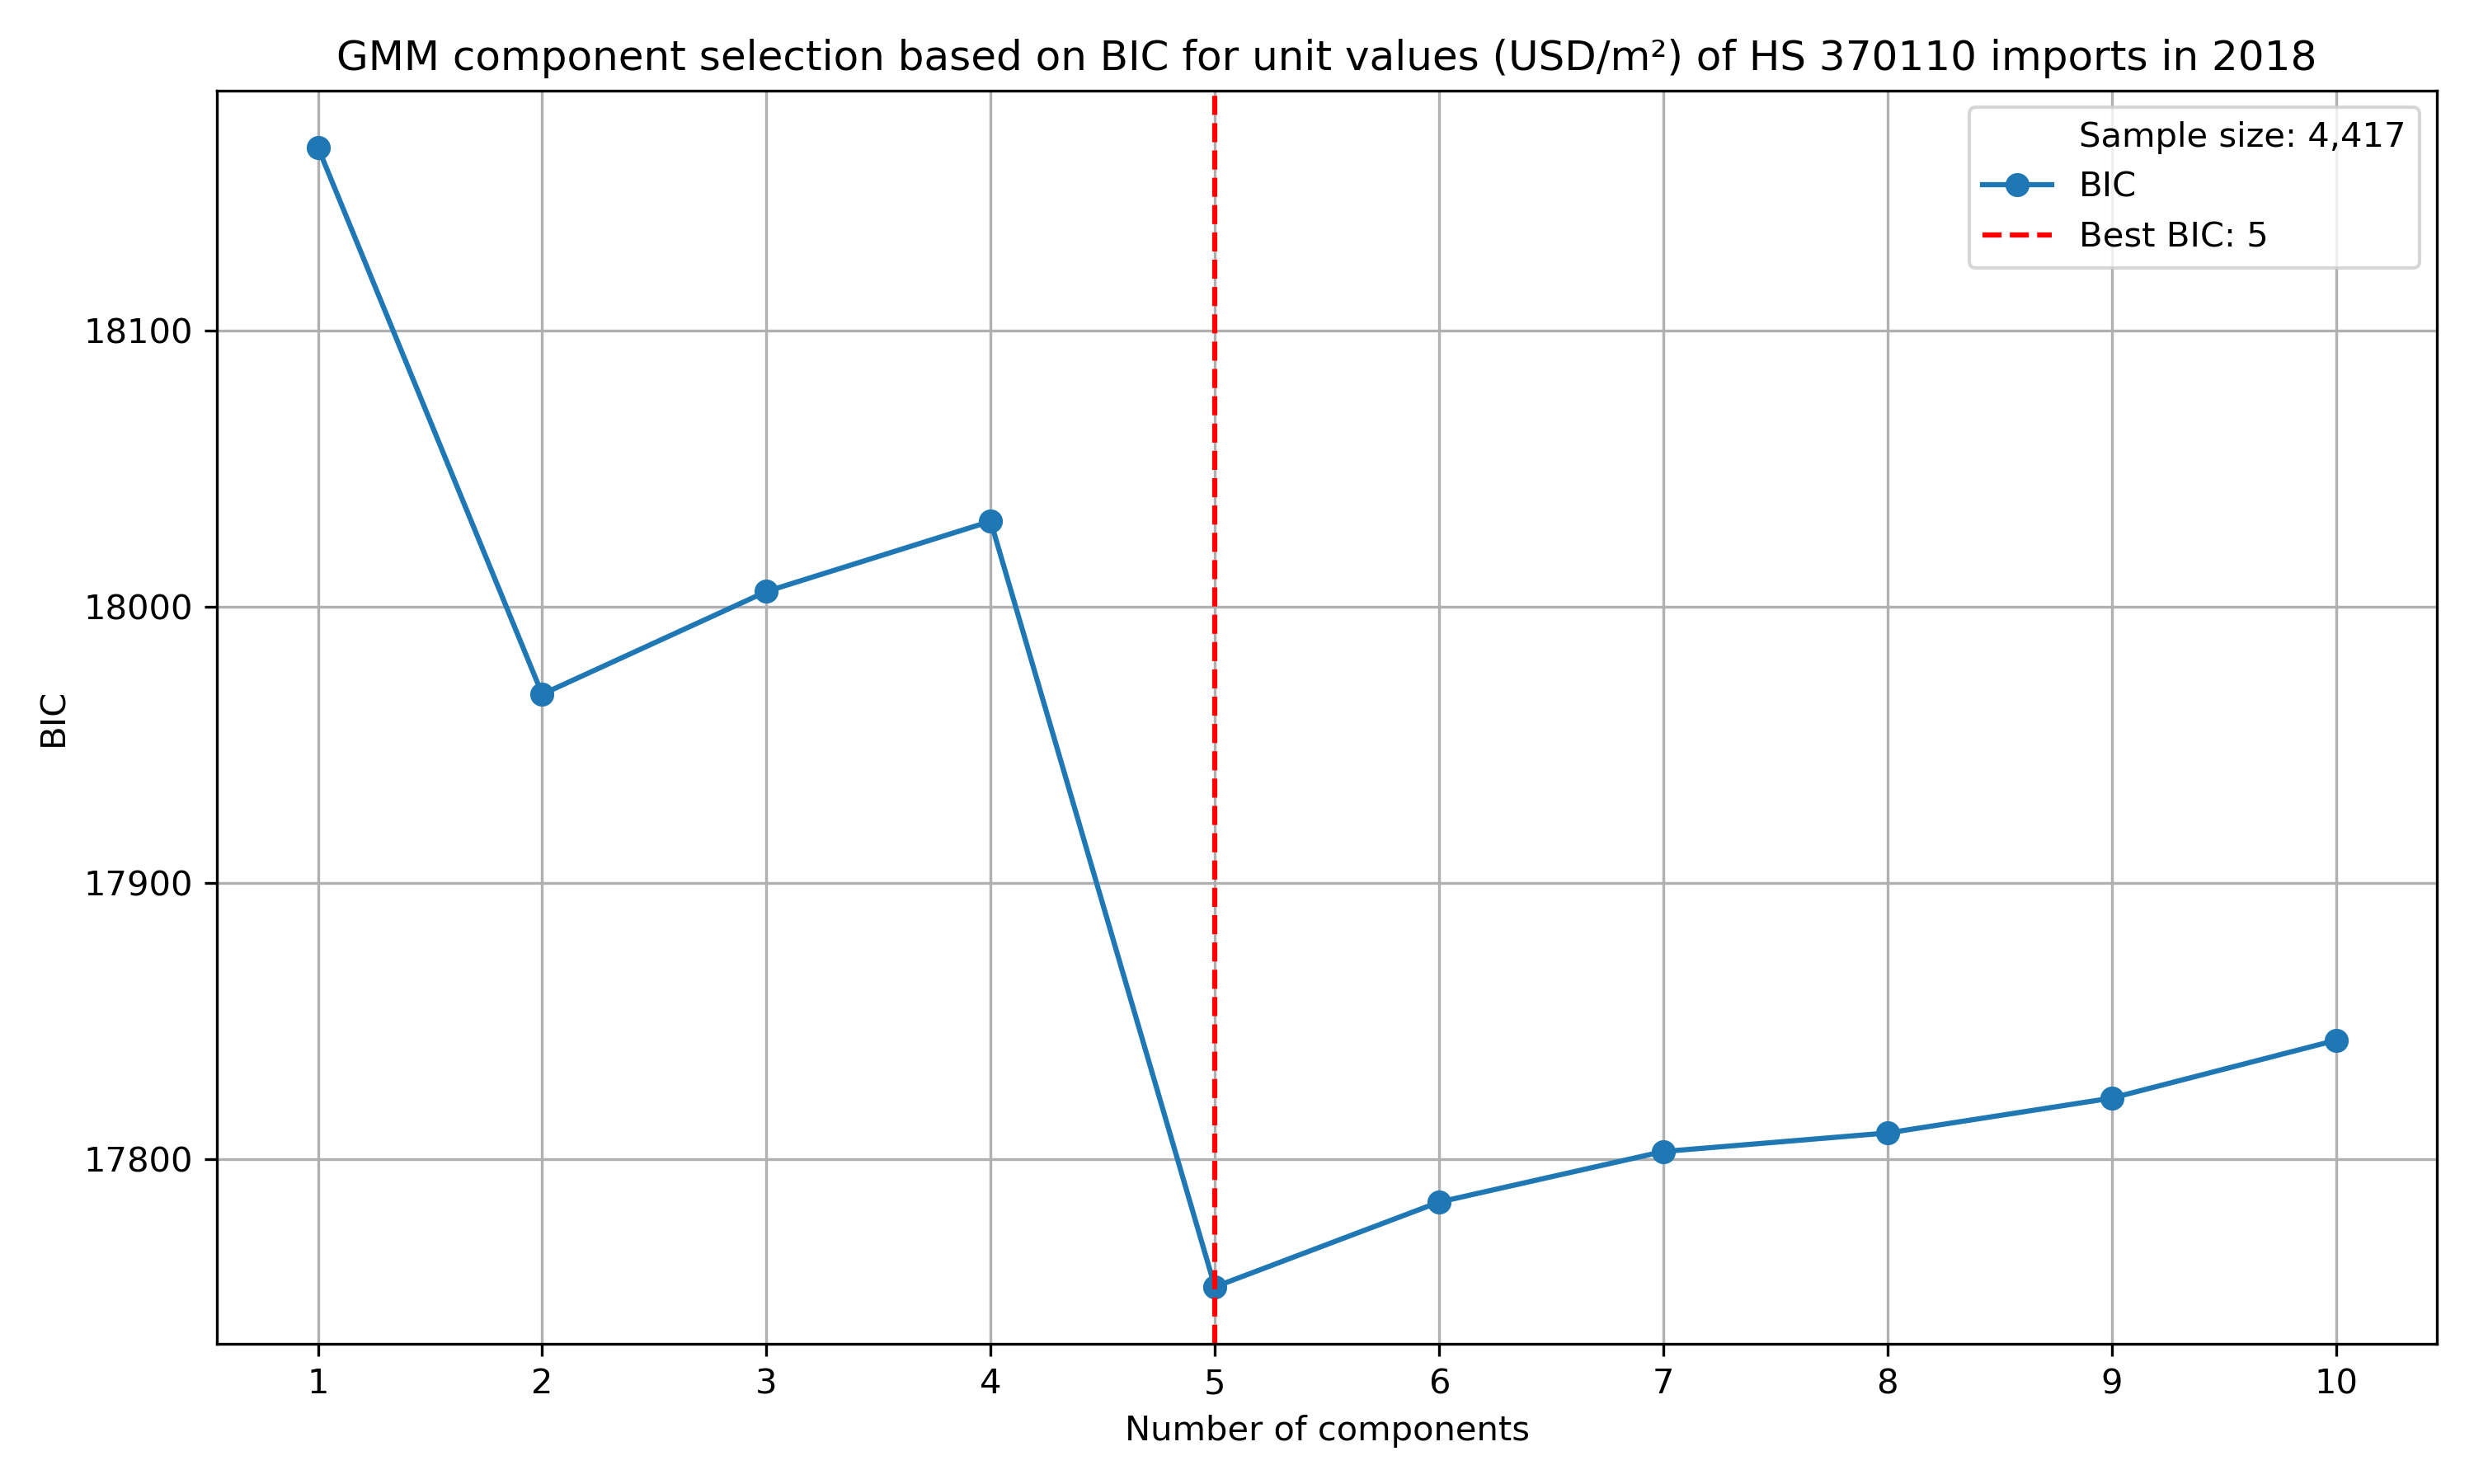 GMM component selection based on BIC for unit values (USD/m²) of HS 370110 imports in 2018
Sample size: 4,417
BIC
Best BIC: 5
18100
18000
17900
17800
BIC
1 2 3 4 5 6 7 8 9 10
Number of components